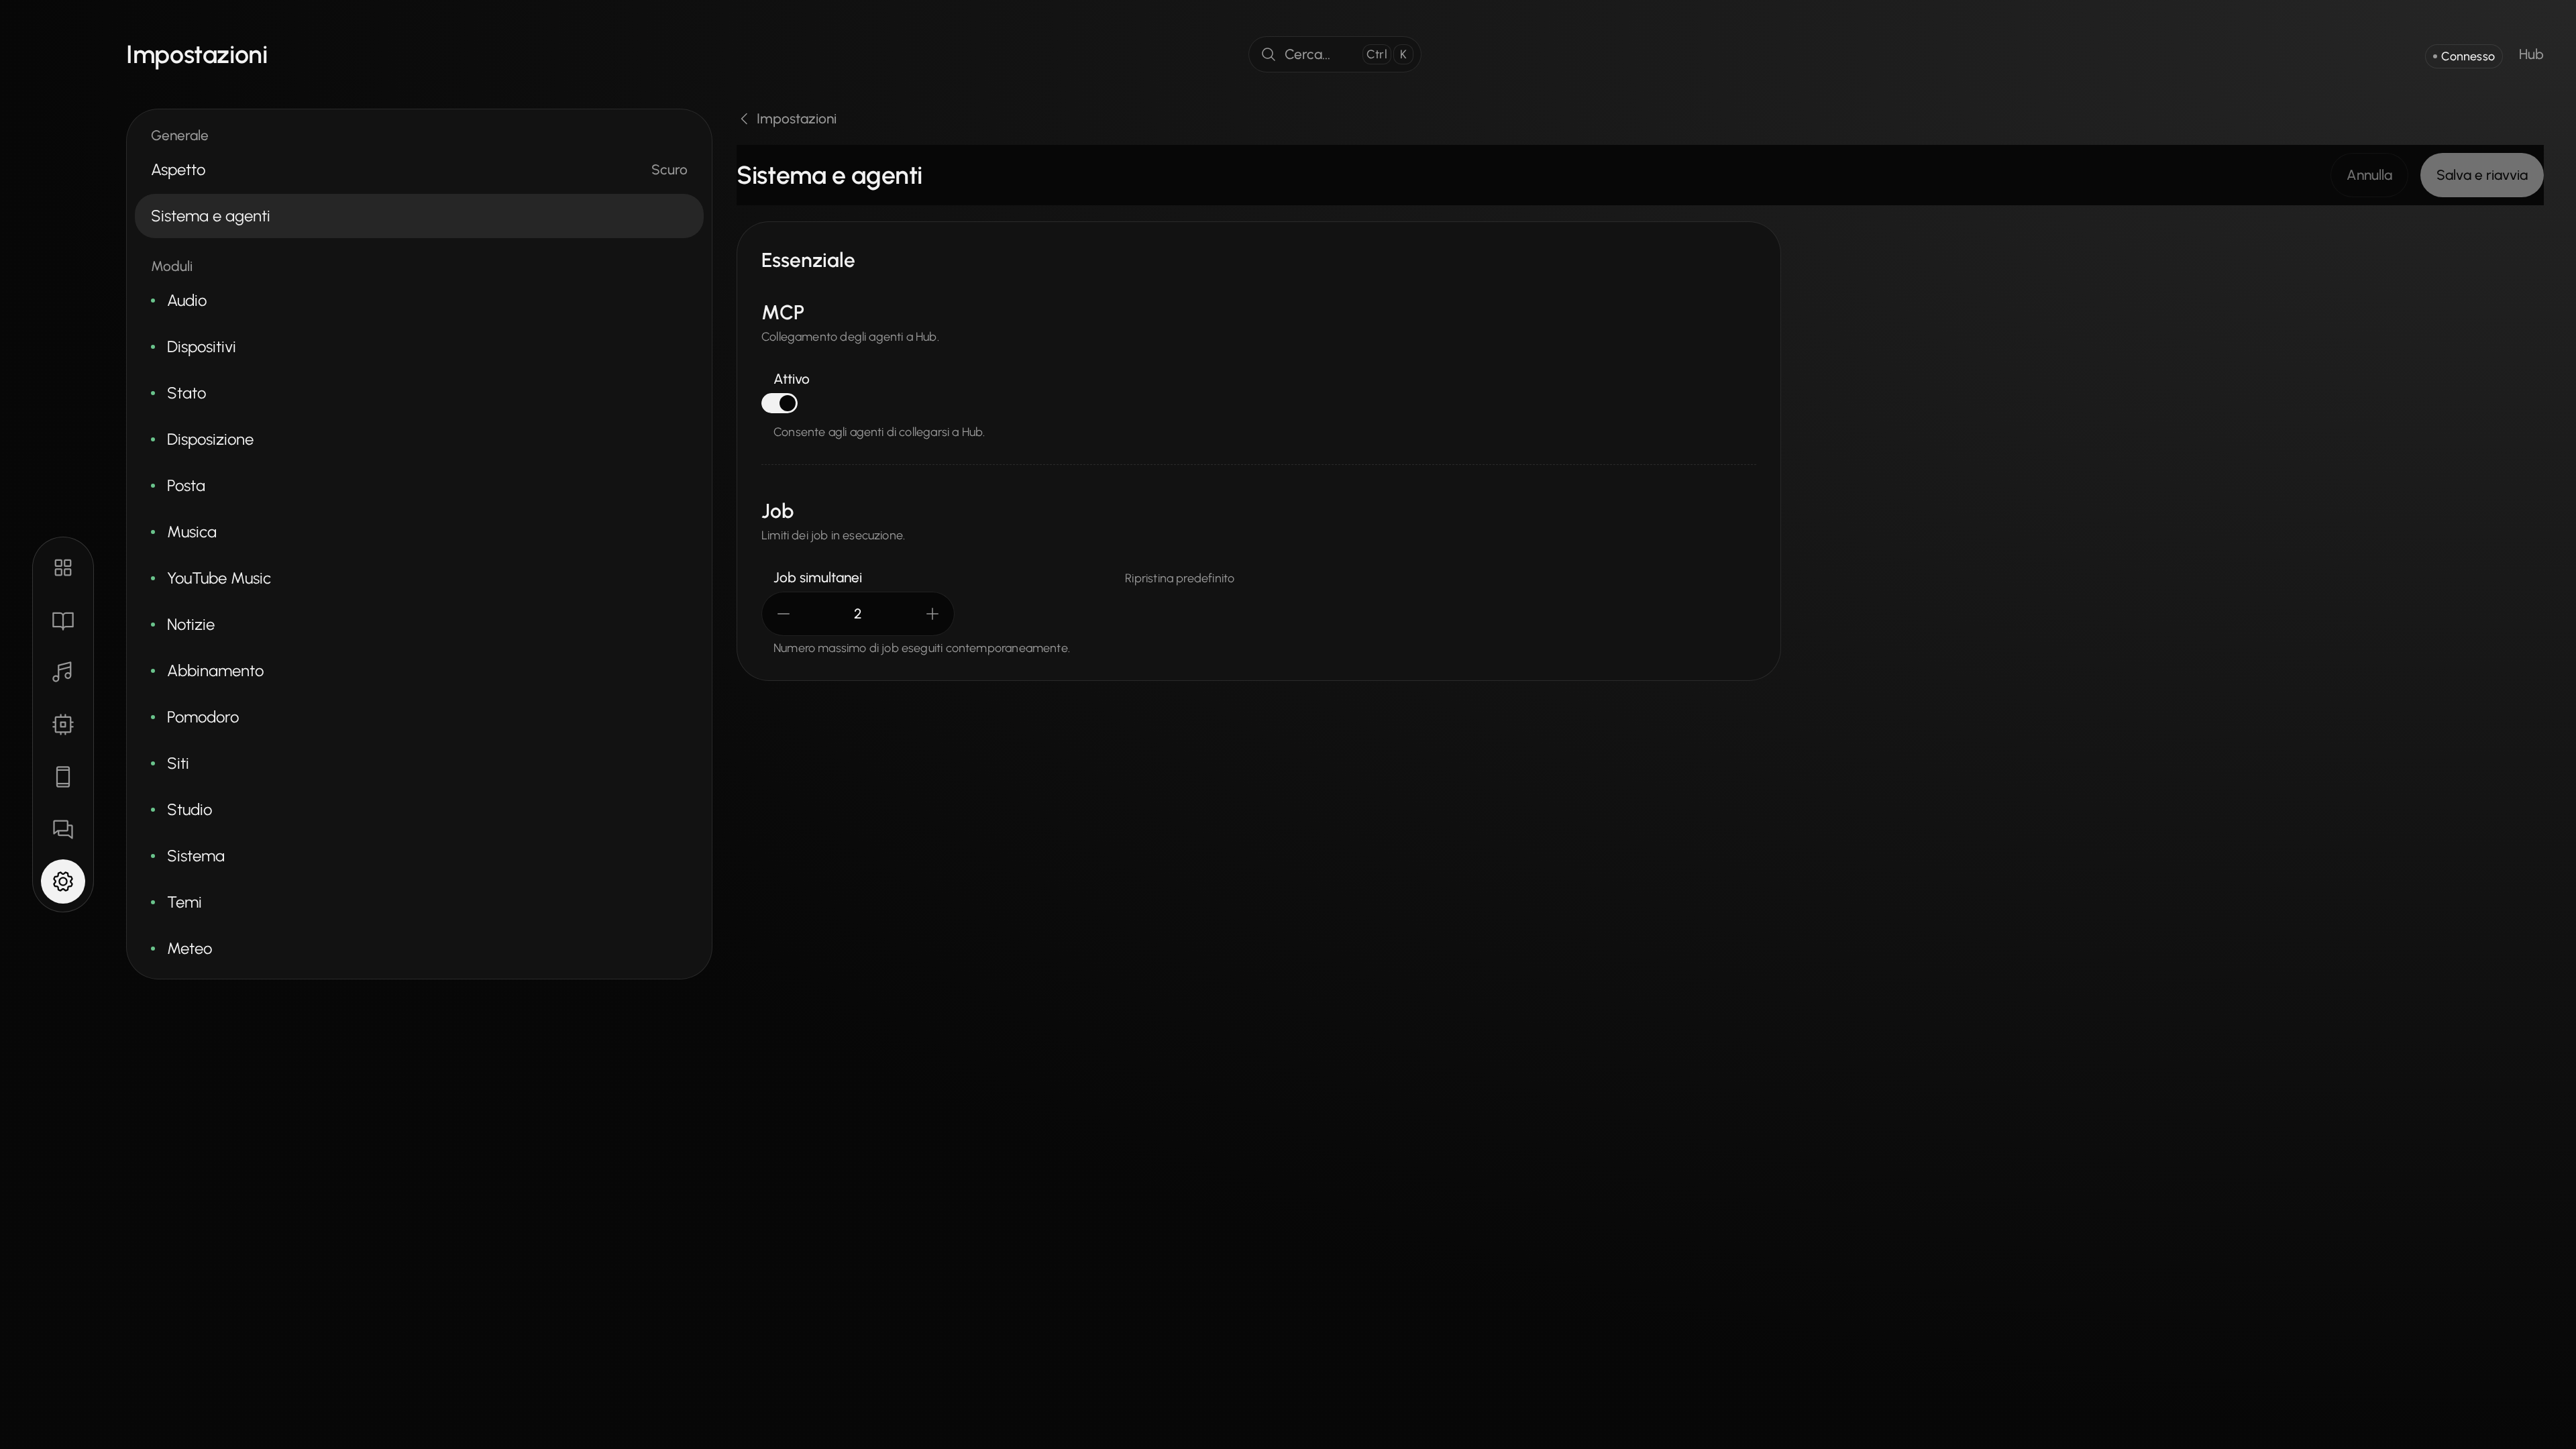 Impostazioni
Cerca...
Ctrl K
Connesso
Hub
Generale
Aspetto
Scuro
Sistema e agenti
Moduli
Audio
Dispositivi
Stato
Disposizione
Posta
Musica
YouTube Music
Notizie
Abbinamento
Pomodoro
Siti
Studio
Sistema
Temi
Meteo
Impostazioni
Sistema e agenti
Annulla
Salva e riavvia
Essenziale
MCP
Collegamento degli agenti a Hub.
Attivo
Consente agli agenti di collegarsi a Hub.
Job
Limiti dei job in esecuzione.
Job simultanei
Ripristina predefinito
2
Numero massimo di job eseguiti contemporaneamente.